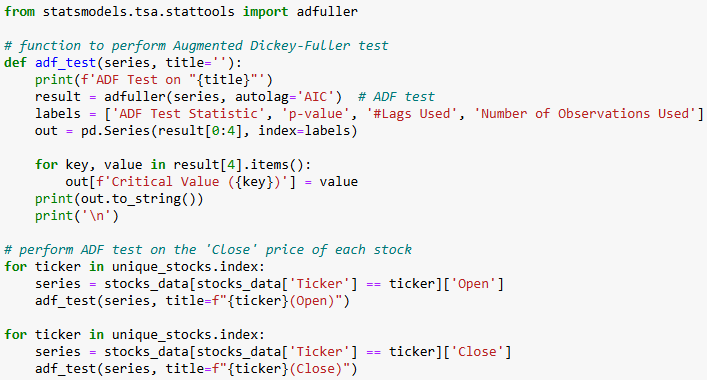 from statsmodels.tsa.stattools import adfuller

# function to perform Augmented Dickey-Fuller test
def adf_test(series, title=''):
    print(f'ADF Test on "{title}"')
    result = adfuller(series, autolag='AIC')  # ADF test
    labels = ['ADF Test Statistic', 'p-value', '#Lags Used', 'Number of Observations Used']
    out = pd.Series(result[0:4], index=labels)

    for key, value in result[4].items():
        out[f'Critical Value ({key})'] = value
    print(out.to_string())
    print('\n')

# perform ADF test on the 'Close' price of each stock
for ticker in unique_stocks.index:
    series = stocks_data[stocks_data['Ticker'] == ticker]['Open']
    adf_test(series, title=f"{ticker}(Open)")

for ticker in unique_stocks.index:
    series = stocks_data[stocks_data['Ticker'] == ticker]['Close']
    adf_test(series, title=f"{ticker}(Close)")